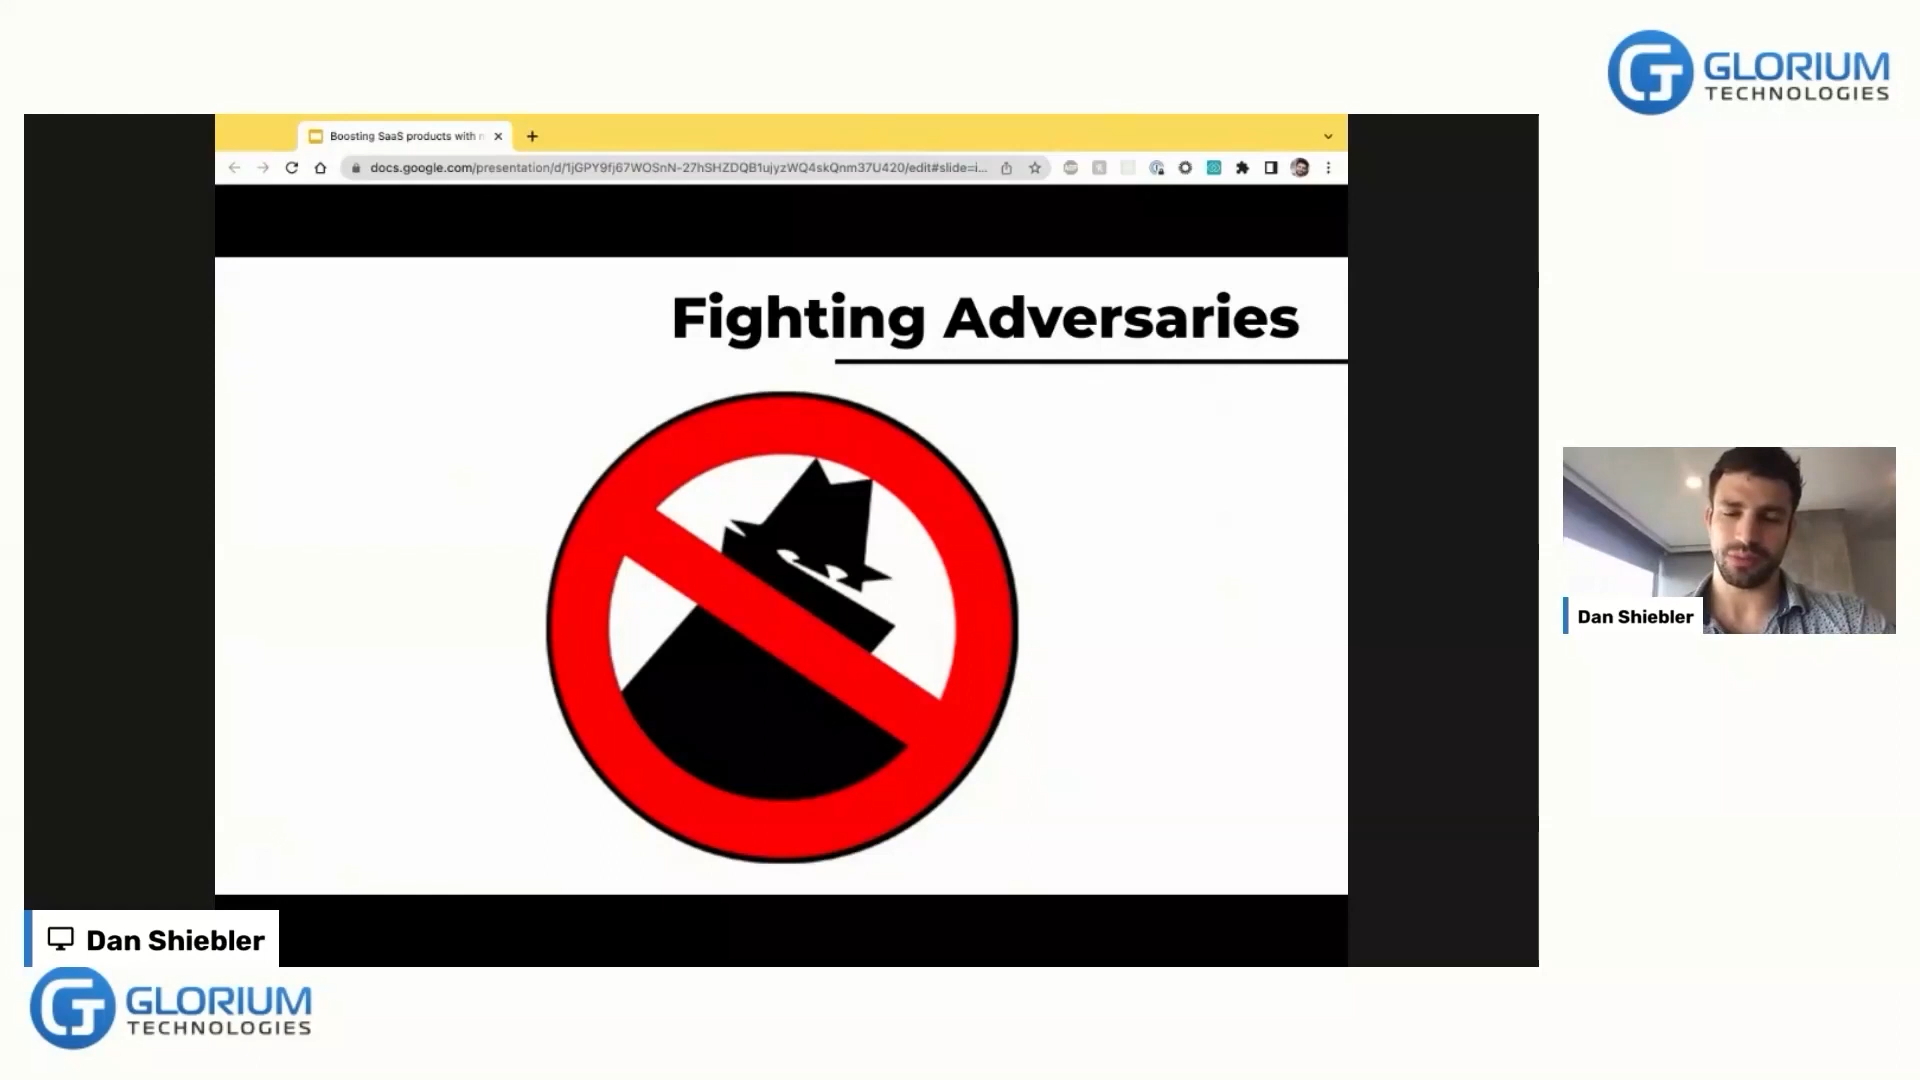 GLORIUM
TECHNOLOGIES
Boosting SaaS products with
docs.google.com/presentation/d/1jGPY9fj67WOSnN-27hSHZDQB1ujyzWQ4skQnm37U420/edit#slide=i...
Fighting Adversaries
Dan Shiebler
Dan Shiebler
GLORIUM
TECHNOLOGIES